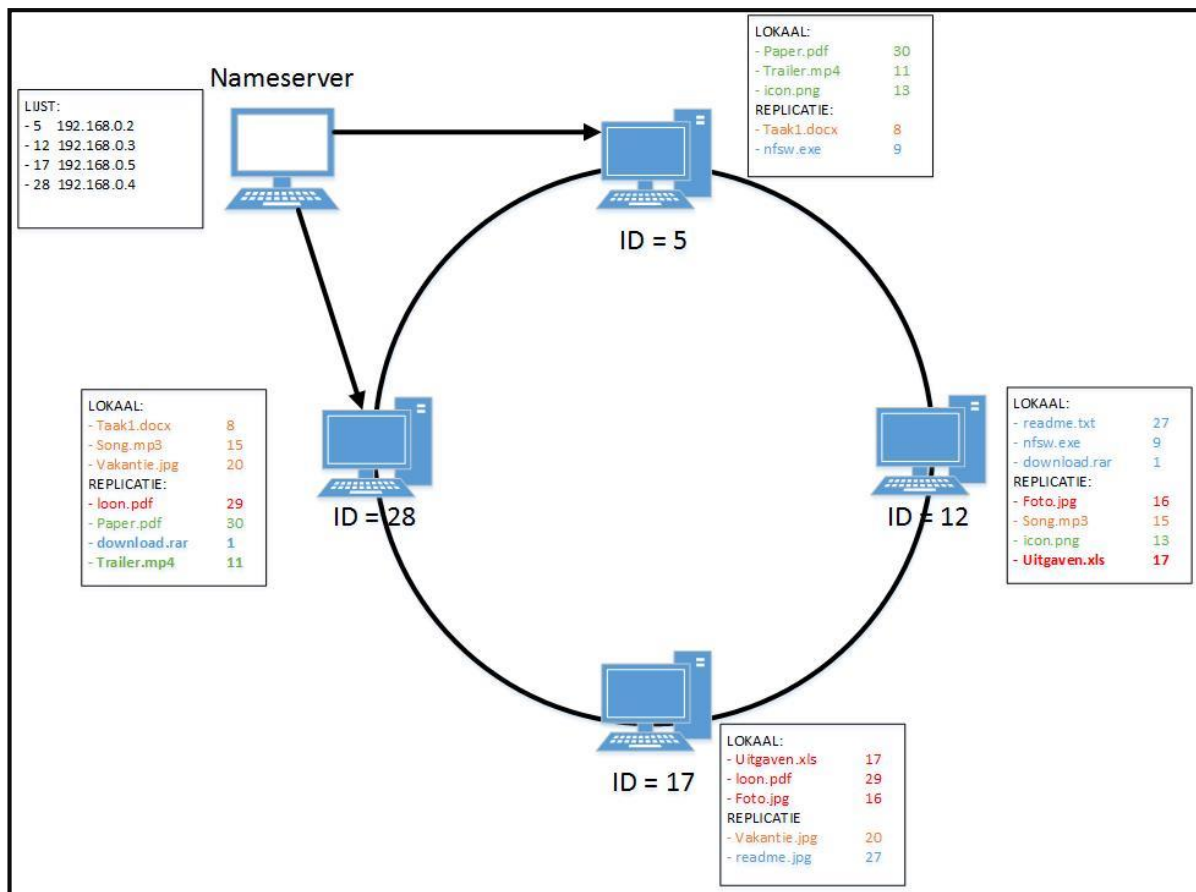 Nameserver
LIJST:
- 5 192.168.0.2
- 12 192.168.0.3
- 17 192.168.0.5
- 28 192.168.0.4
LOKAAL:
- Paper.pdf 30
- Trailer.mp4 11
- icon.png 13
REPLICATIE:
- Taak1.docx 8
- nfsw.exe 9
ID = 5
LOKAAL:
- Taak1.docx 8
- Song.mp3 15
- Vakantie.jpg 20
REPLICATIE:
- loon.pdf 29
- Paper.pdf 30
- download.rar 1
- Trailer.mp4 11
ID = 28
LOKAAL:
- readme.txt 27
- nfsw.exe 9
- download.rar 1
REPLICATIE:
- Foto.jpg 16
- Song.mp3 15
- icon.png 13
- Uitgaven.xls 17
ID = 12
ID = 17
LOKAAL:
- Uitgaven.xls 17
- loon.pdf 29
- Foto.jpg 16
REPLICATIE
- Vakantie.jpg 20
- readme.jpg 27